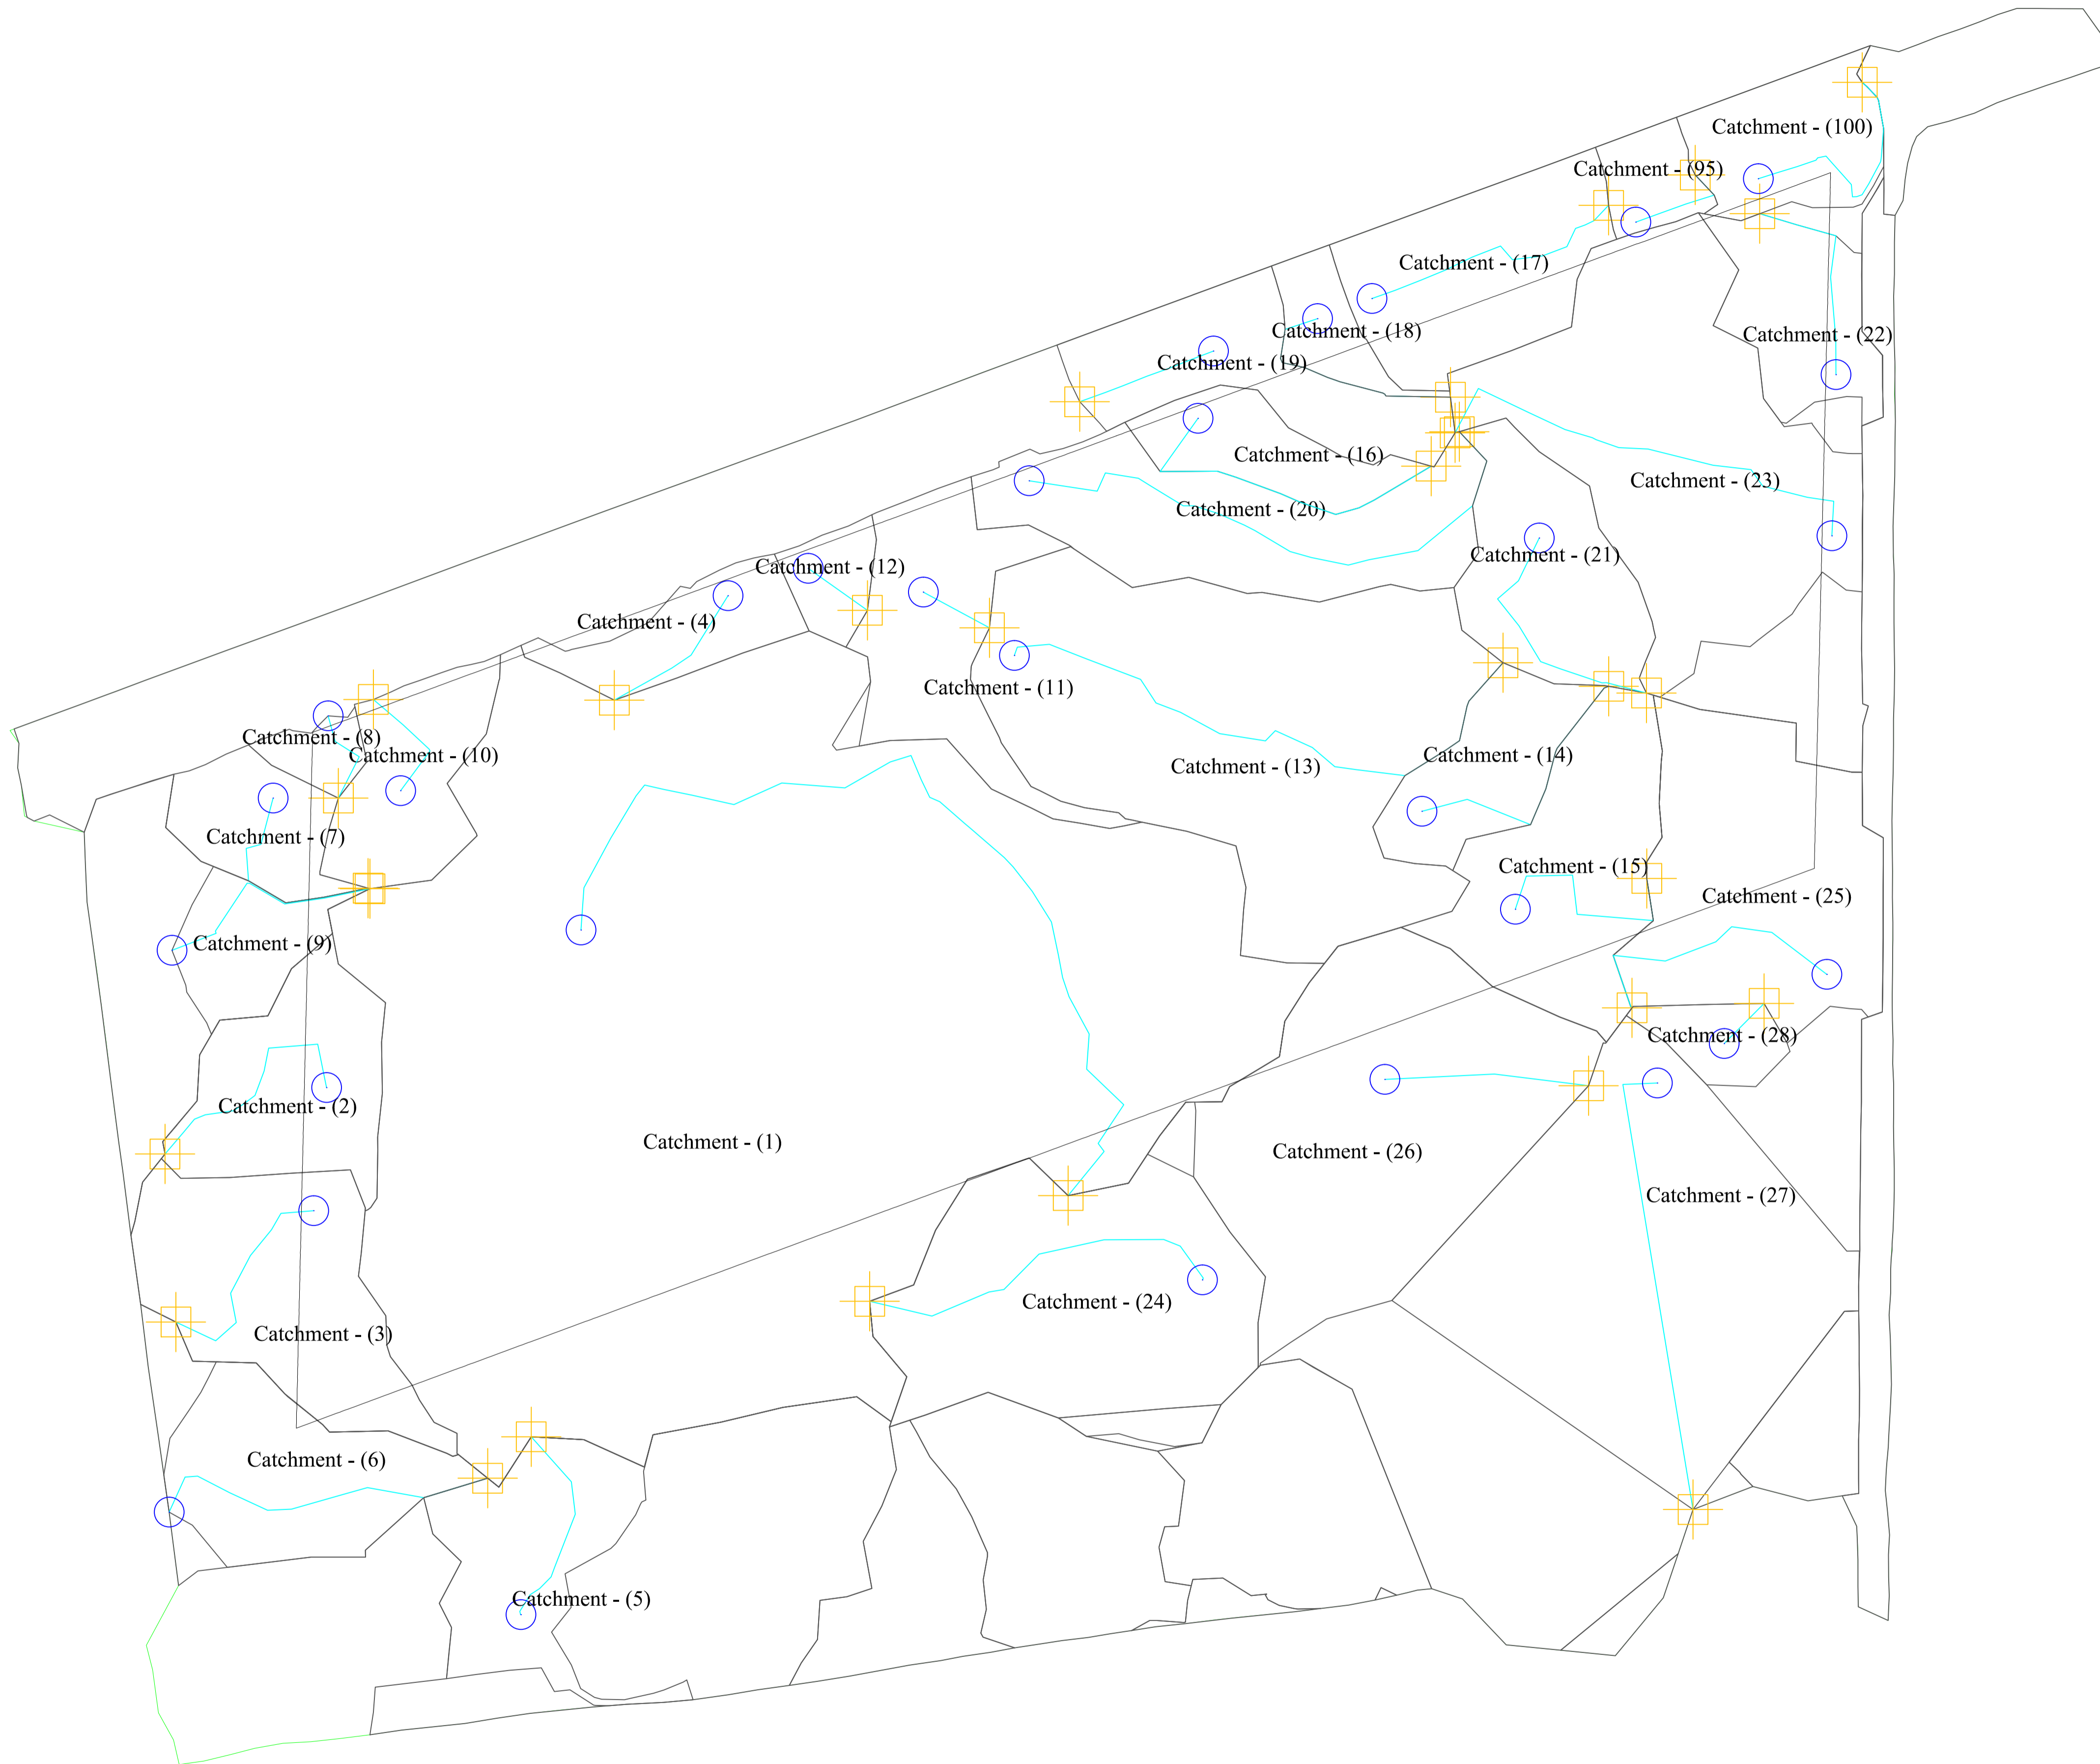 Catchment - (100)
Catchment - (95)
Catchment - (17)
Catchment - (18)
Catchment - (22)
Catchment - (19)
Catchment - (16)
Catchment - (23)
Catchment - (20)
Catchment - (21)
Catchment - (12)
Catchment - (4)
Catchment - (11)
Catchment - (8)
Catchment - (10)
Catchment - (14)
Catchment - (13)
Catchment - (7)
Catchment - (15)
Catchment - (25)
Catchment - (9)
Catchment - (28)
Catchment - (2)
Catchment - (1)
Catchment - (26)
Catchment - (27)
Catchment - (24)
Catchment - (3)
Catchment - (6)
Catchment - (5)